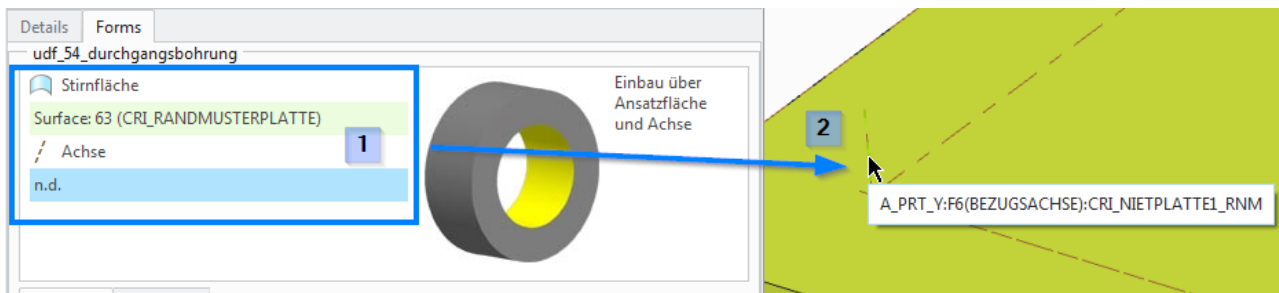 Details Forms
udf_54_durchgangsbohrung
Stirnfläche
Surface: 63 (CRI_RANDMUSTERPLATTE)
1
Achse
n.d.
Einbau über
Ansatzfläche
und Achse
2
A_PRT_Y:F6(BEZUGSACHSE):CRI_NIETPLATTE1_RNM